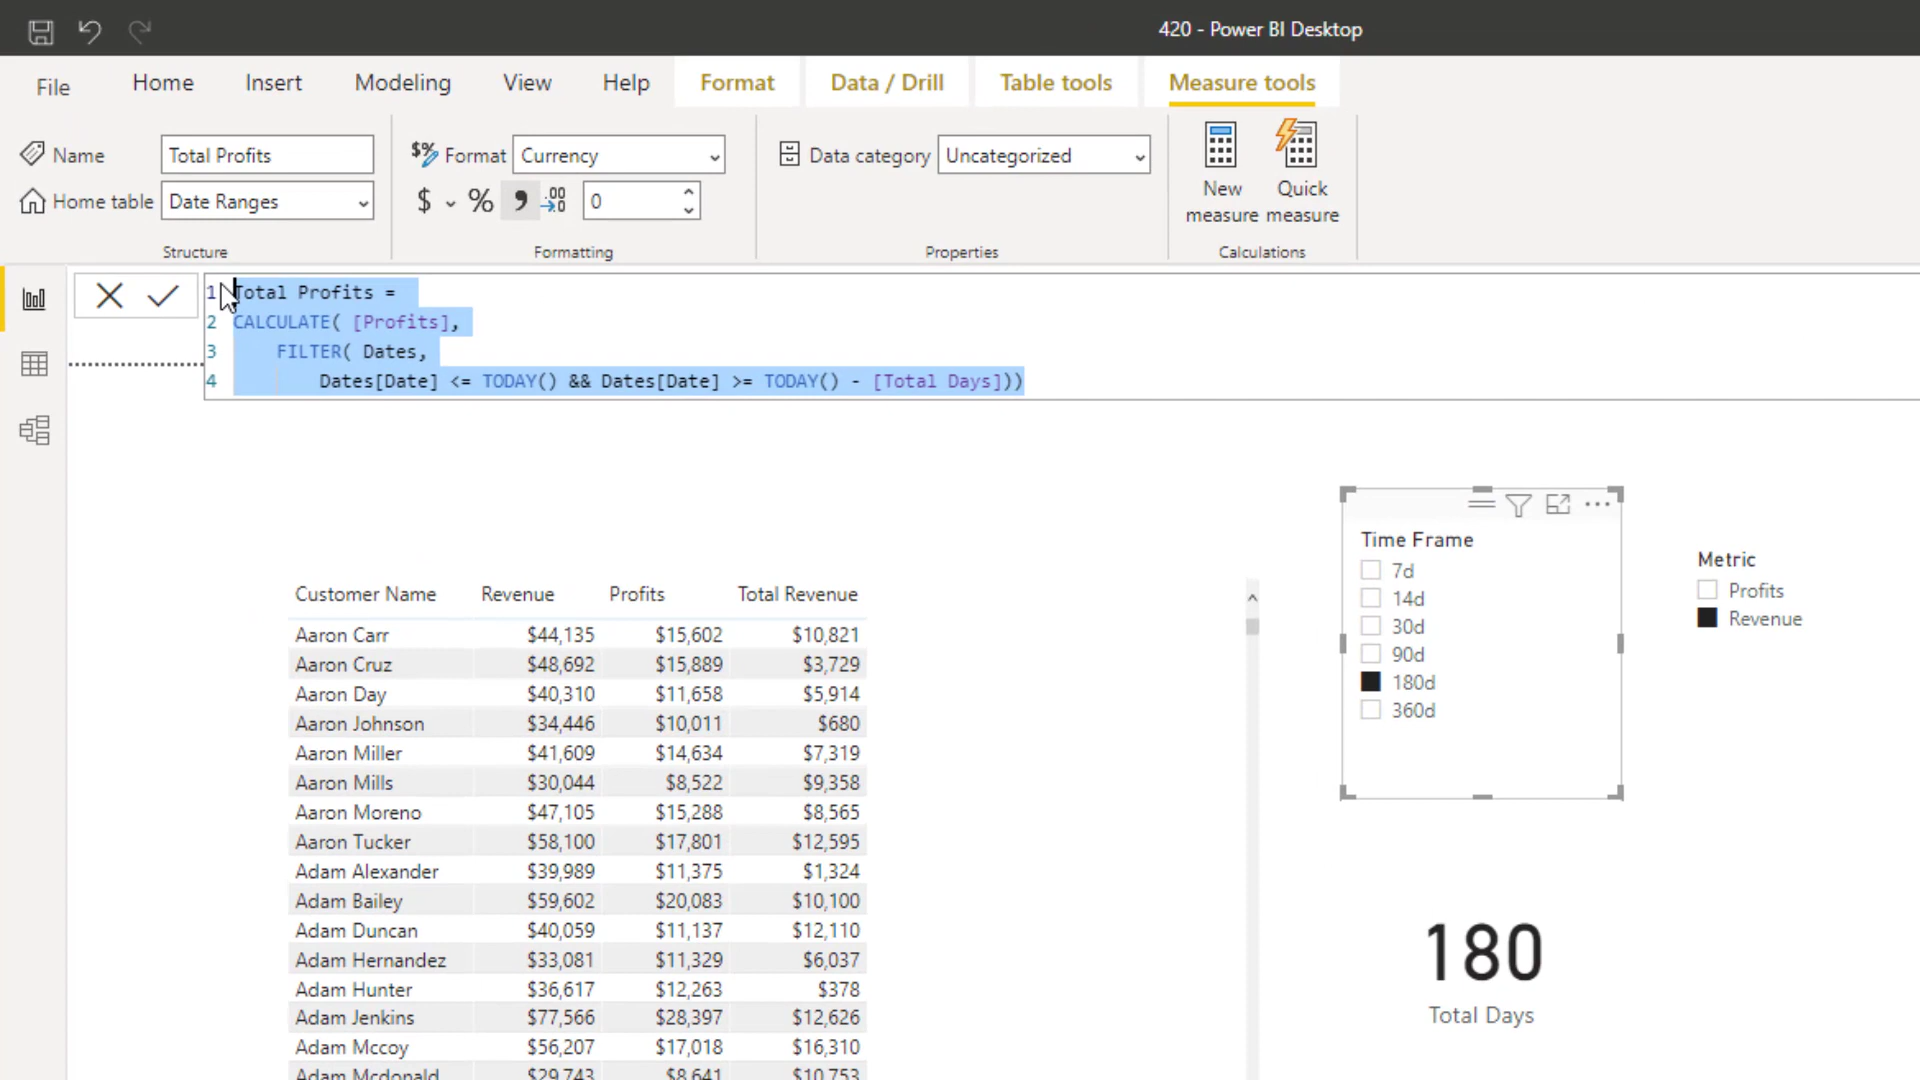 420 - Power BI Desktop
File Home Insert Modeling View Help Format Data / Drill Table tools Measure tools
Name Total Profits
Home table Date Ranges
Structure
$% Format Currency
$ % 9 .00 0
Formatting
Data category Uncategorized
Properties
New measure
Quick measure
Calculations
1 Total Profits =
2 CALCULATE( [Profits],
3 FILTER( Dates,
4 Dates[Date] <= TODAY() && Dates[Date] >= TODAY() - [Total Days]))
Customer Name Revenue Profits Total Revenue
Aaron Carr $44,135 $15,602 $10,821
Aaron Cruz $48,692 $15,889 $3,729
Aaron Day $40,310 $11,658 $5,914
Aaron Johnson $34,446 $10,011 $680
Aaron Miller $41,609 $14,634 $7,319
Aaron Mills $30,044 $8,522 $9,358
Aaron Moreno $47,105 $15,288 $8,565
Aaron Tucker $58,100 $17,801 $12,595
Adam Alexander $39,989 $11,375 $1,324
Adam Bailey $59,602 $20,083 $10,100
Adam Duncan $40,059 $11,137 $12,110
Adam Hernandez $33,081 $11,329 $6,037
Adam Hunter $36,617 $12,263 $378
Adam Jenkins $77,566 $28,397 $12,626
Adam Mccoy $56,207 $17,018 $16,310
Adam Mcdonald $29,743 $8,641 $10,753
Time Frame
7d
14d
30d
90d
180d
360d
Metric
Profits
Revenue
180
Total Days